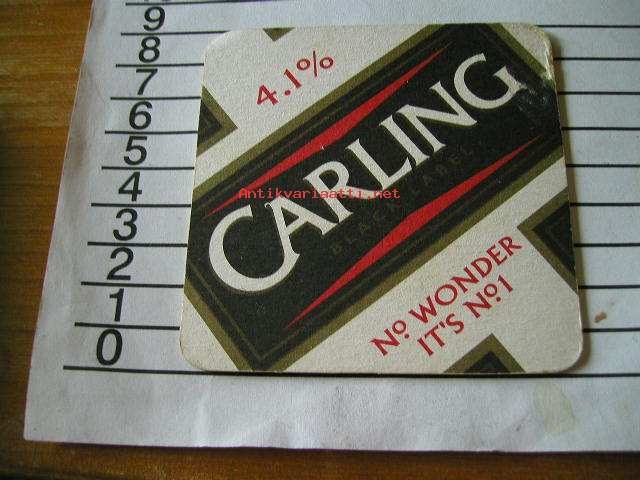 9
8
7
6
5
4
3
2
1
0
4.1%
CARLING
BLACK LABEL
Antikvariaatti.net
Nº WONDER
IT'S Nº1